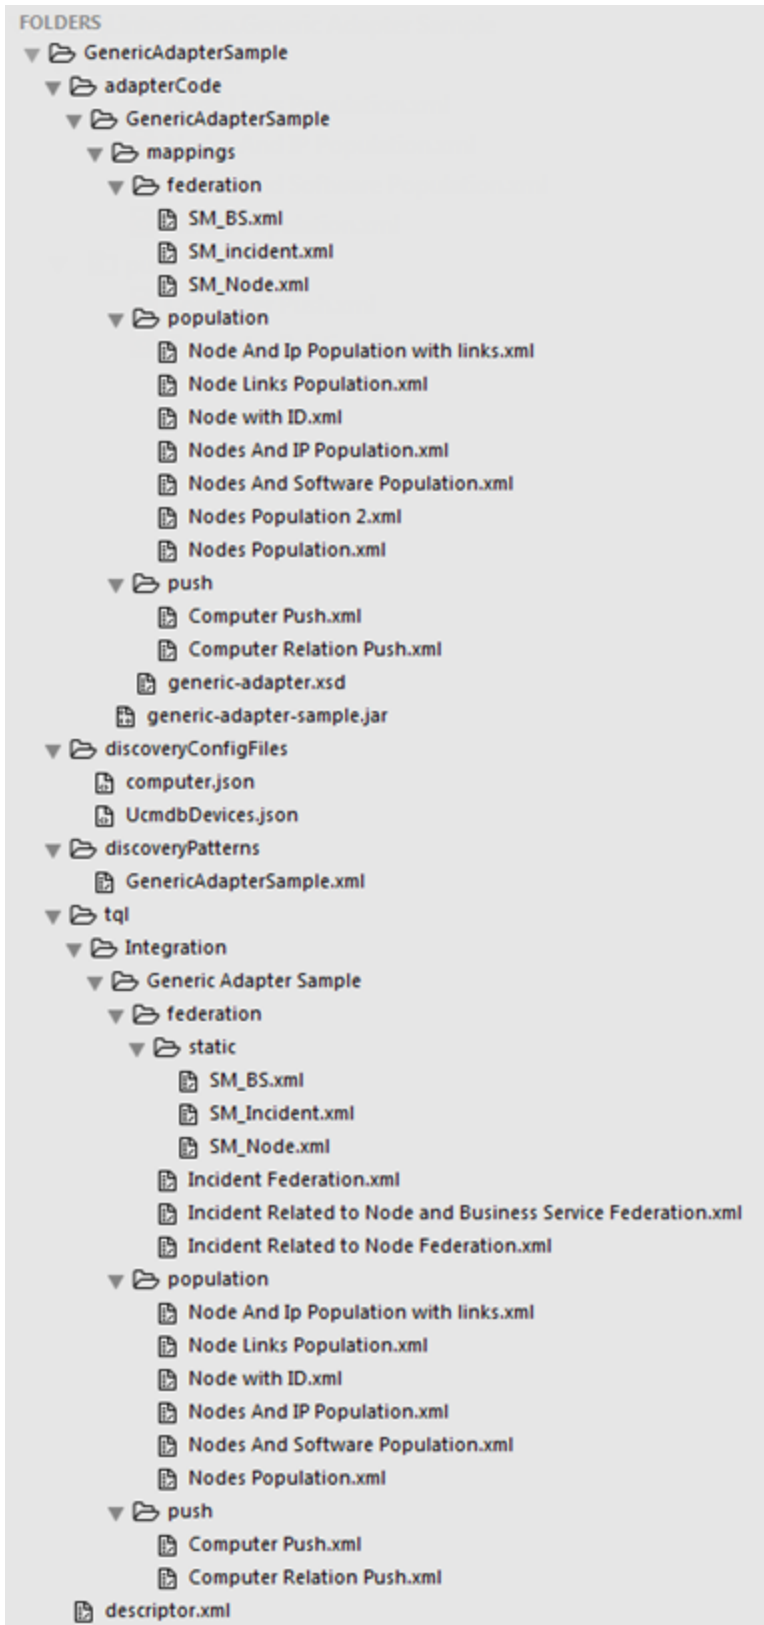 FOLDERS
GenericAdapterSample
adapterCode
GenericAdapterSample
mappings
federation
SM_BS.xml
SM_incident.xml
SM_Node.xml
population
Node And Ip Population with links.xml
Node Links Population.xml
Node with ID.xml
Nodes And IP Population.xml
Nodes And Software Population.xml
Nodes Population 2.xml
Nodes Population.xml
push
Computer Push.xml
Computer Relation Push.xml
generic-adapter.xsd
generic-adapter-sample.jar
discoveryConfigFiles
computer.json
UcmdbDevices.json
discoveryPatterns
GenericAdapterSample.xml
tql
Integration
Generic Adapter Sample
federation
static
SM_BS.xml
SM_Incident.xml
SM_Node.xml
Incident Federation.xml
Incident Related to Node and Business Service Federation.xml
Incident Related to Node Federation.xml
population
Node And Ip Population with links.xml
Node Links Population.xml
Node with ID.xml
Nodes And IP Population.xml
Nodes And Software Population.xml
Nodes Population.xml
push
Computer Push.xml
Computer Relation Push.xml
descriptor.xml